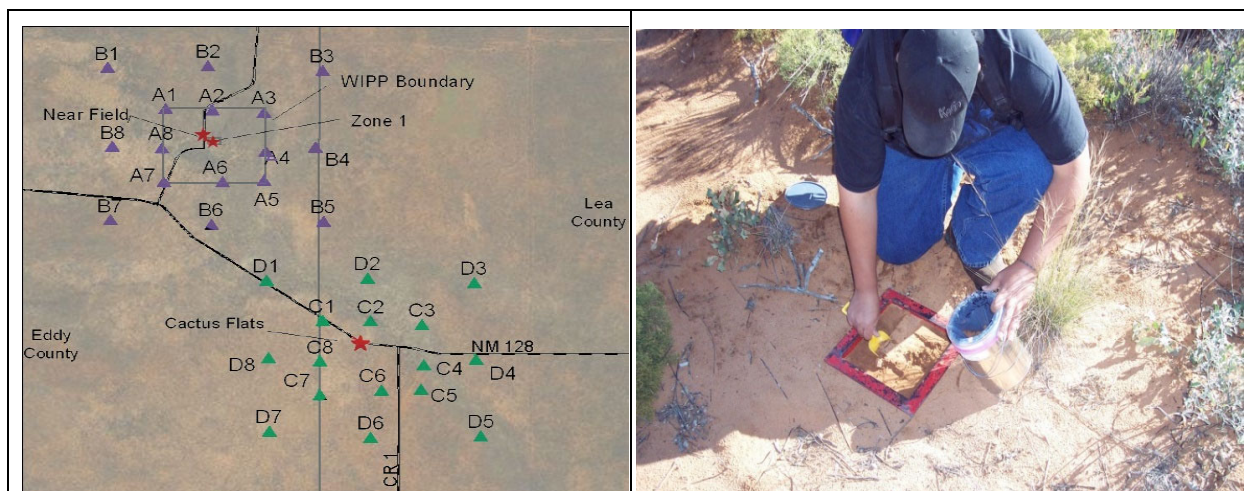 B1 B2 B3
WIPP Boundary
A1 A2 A3
Near Field
Zone 1
B8 A8 A4 B4
A6
A7 A5
B7 B6 B5
Lea
County
D1 D2 D3
C1 C2 C3
Cactus Flats
Eddy
County
NM 128
D8 C8 C4 D4
C7 C6 C5
D7 D6 D5
CR 1